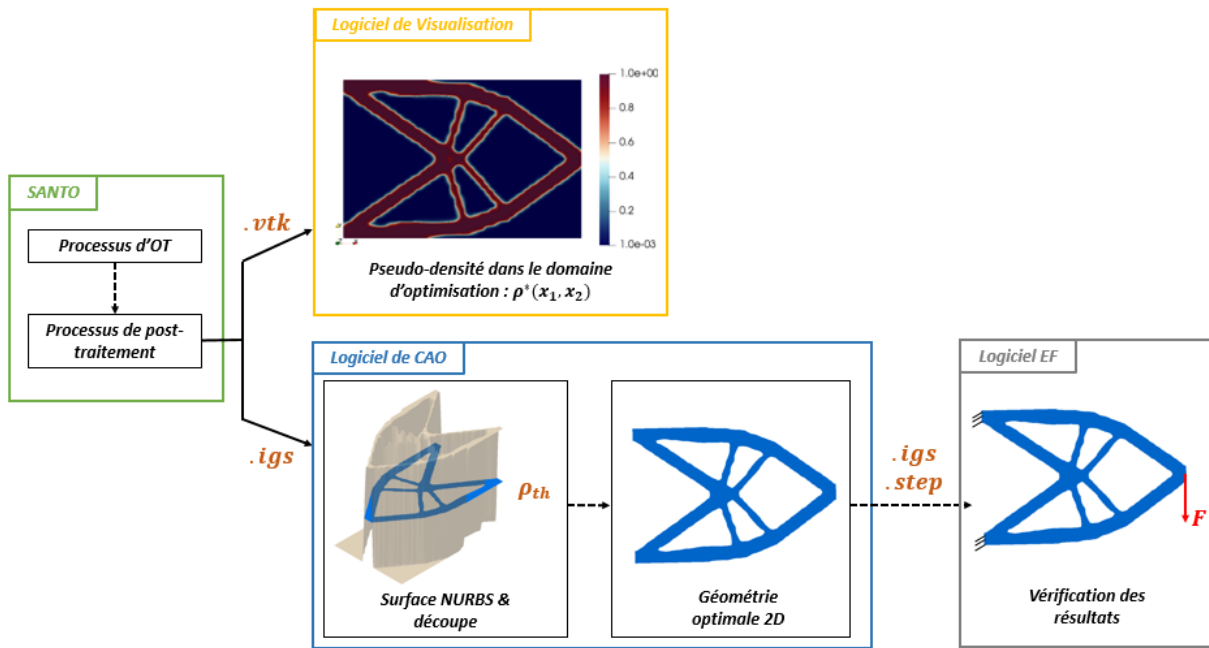 Logiciel de Visualisation
1.0e+00
0.8
0.6
0.4
0.2
1.0e-03
Pseudo-densité dans le domaine
d'optimisation : ρ*(x₁, x₂)
SANTO
Processus d'OT
Processus de post-
traitement
.vtk
.igs
Logiciel de CAO
Surface NURBS &
découpe
ρth
Géométrie
optimale 2D
.igs
.step
Logiciel EF
F
Vérification des
résultats